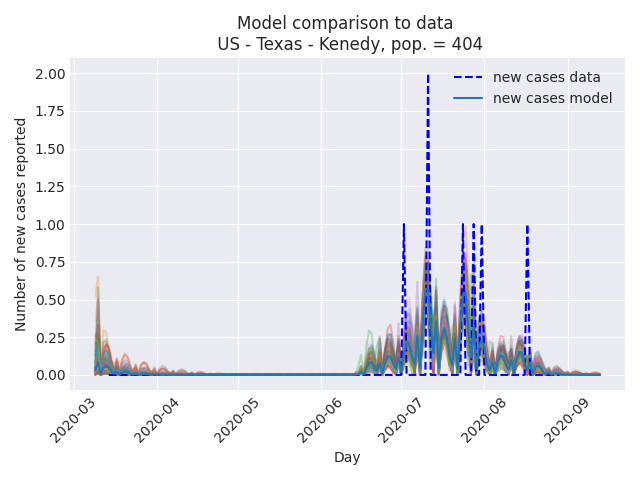 Model comparison to data
US - Texas - Kenedy, pop. = 404
new cases data
new cases model
Number of new cases reported
2.00
1.75
1.50
1.25
1.00
0.75
0.50
0.25
0.00
2020-03
2020-04
2020-05
2020-06
2020-07
2020-08
2020-09
Day